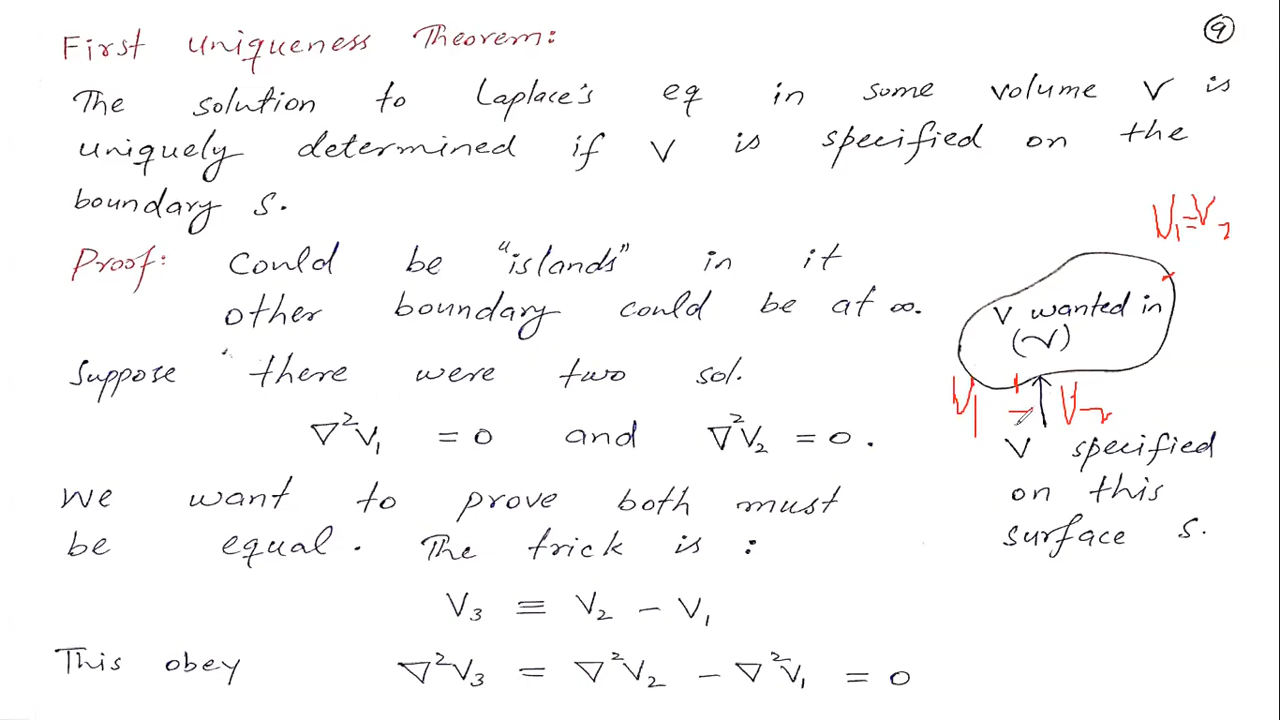 9
First Uniqueness Theorem:
The solution to Laplace's eq in some volume V is
uniquely determined if V is specified on the
boundary S.
Proof: Could be "islands" in it
other boundary could be at ∞.
Suppose there were two sol.
∇²V₁ = 0 and ∇²V₂ = 0.
We want to prove both must
be equal. The trick is :
V₃ ≡ V₂ - V₁
This obey ∇²V₃ = ∇²V₂ - ∇²V₁ = 0
V₁=V₂
V wanted in
(V)
V₁ V₂
V specified
on this
surface S.